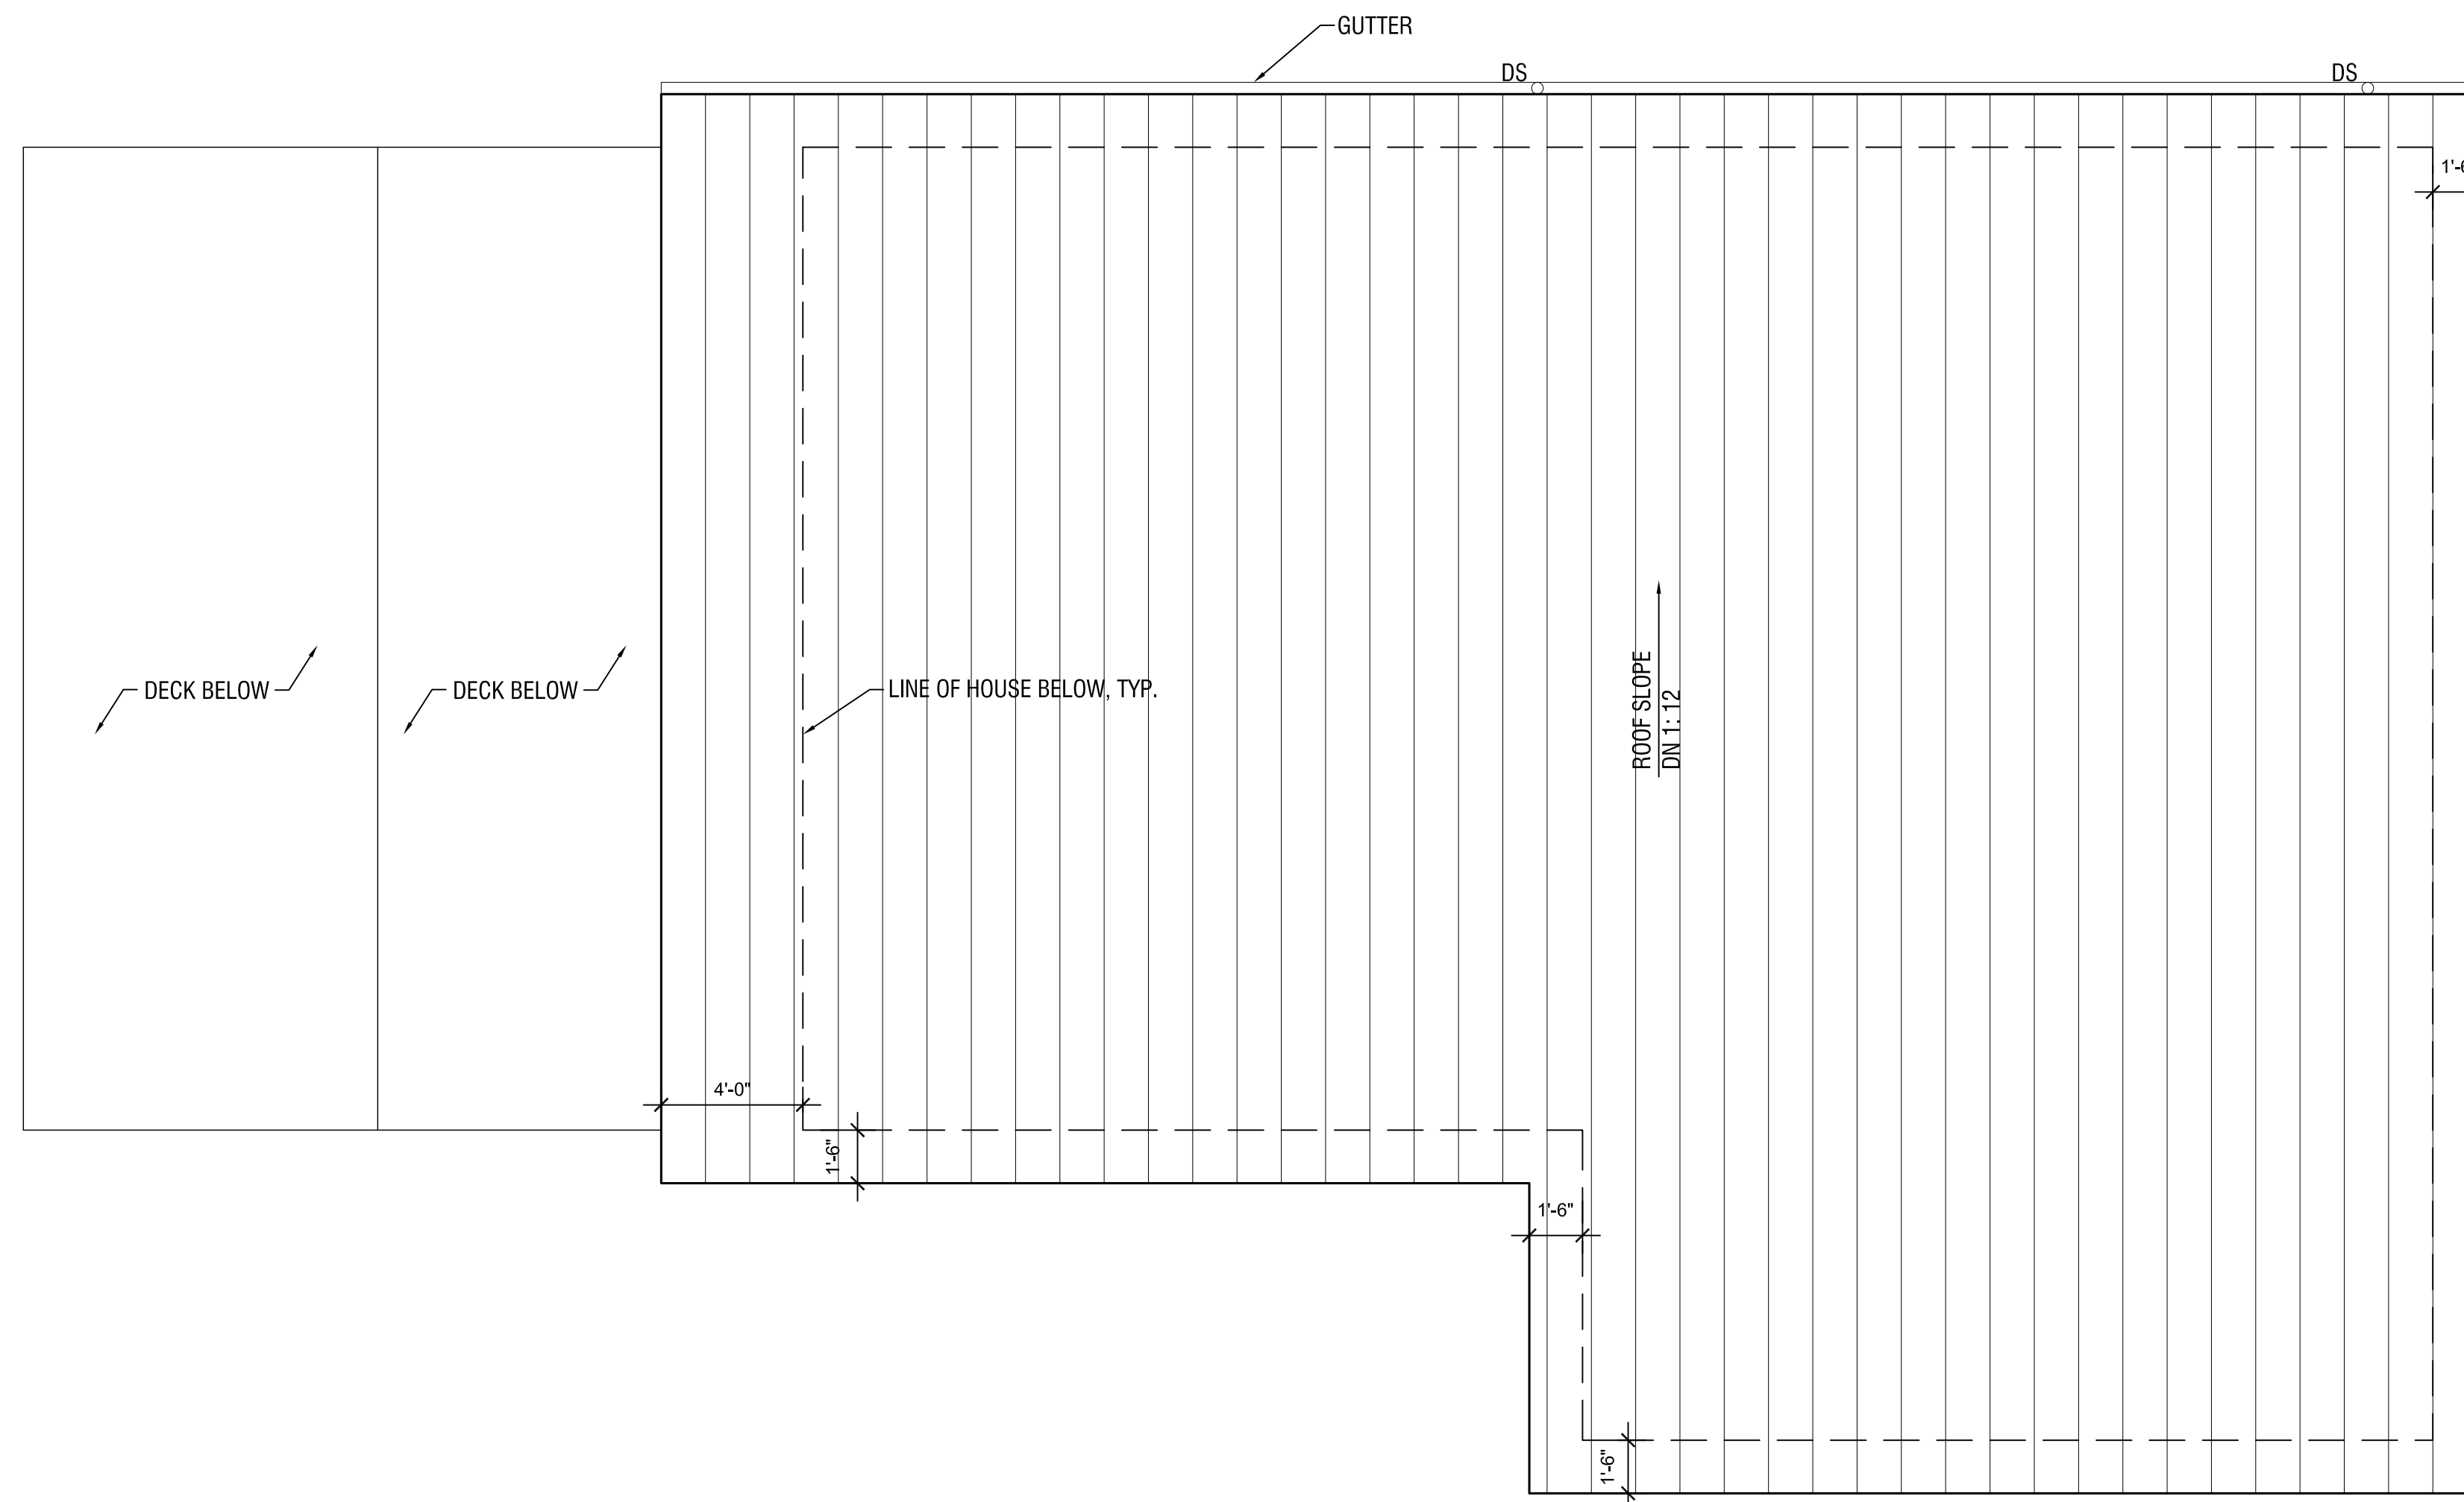 GUTTER
DS
DS
DECK BELOW
DECK BELOW
LINE OF HOUSE BELOW, TYP.
ROOF SLOPE
DN 1 : 12
4'-0"
1'-6"
1'-6"
1'-6"